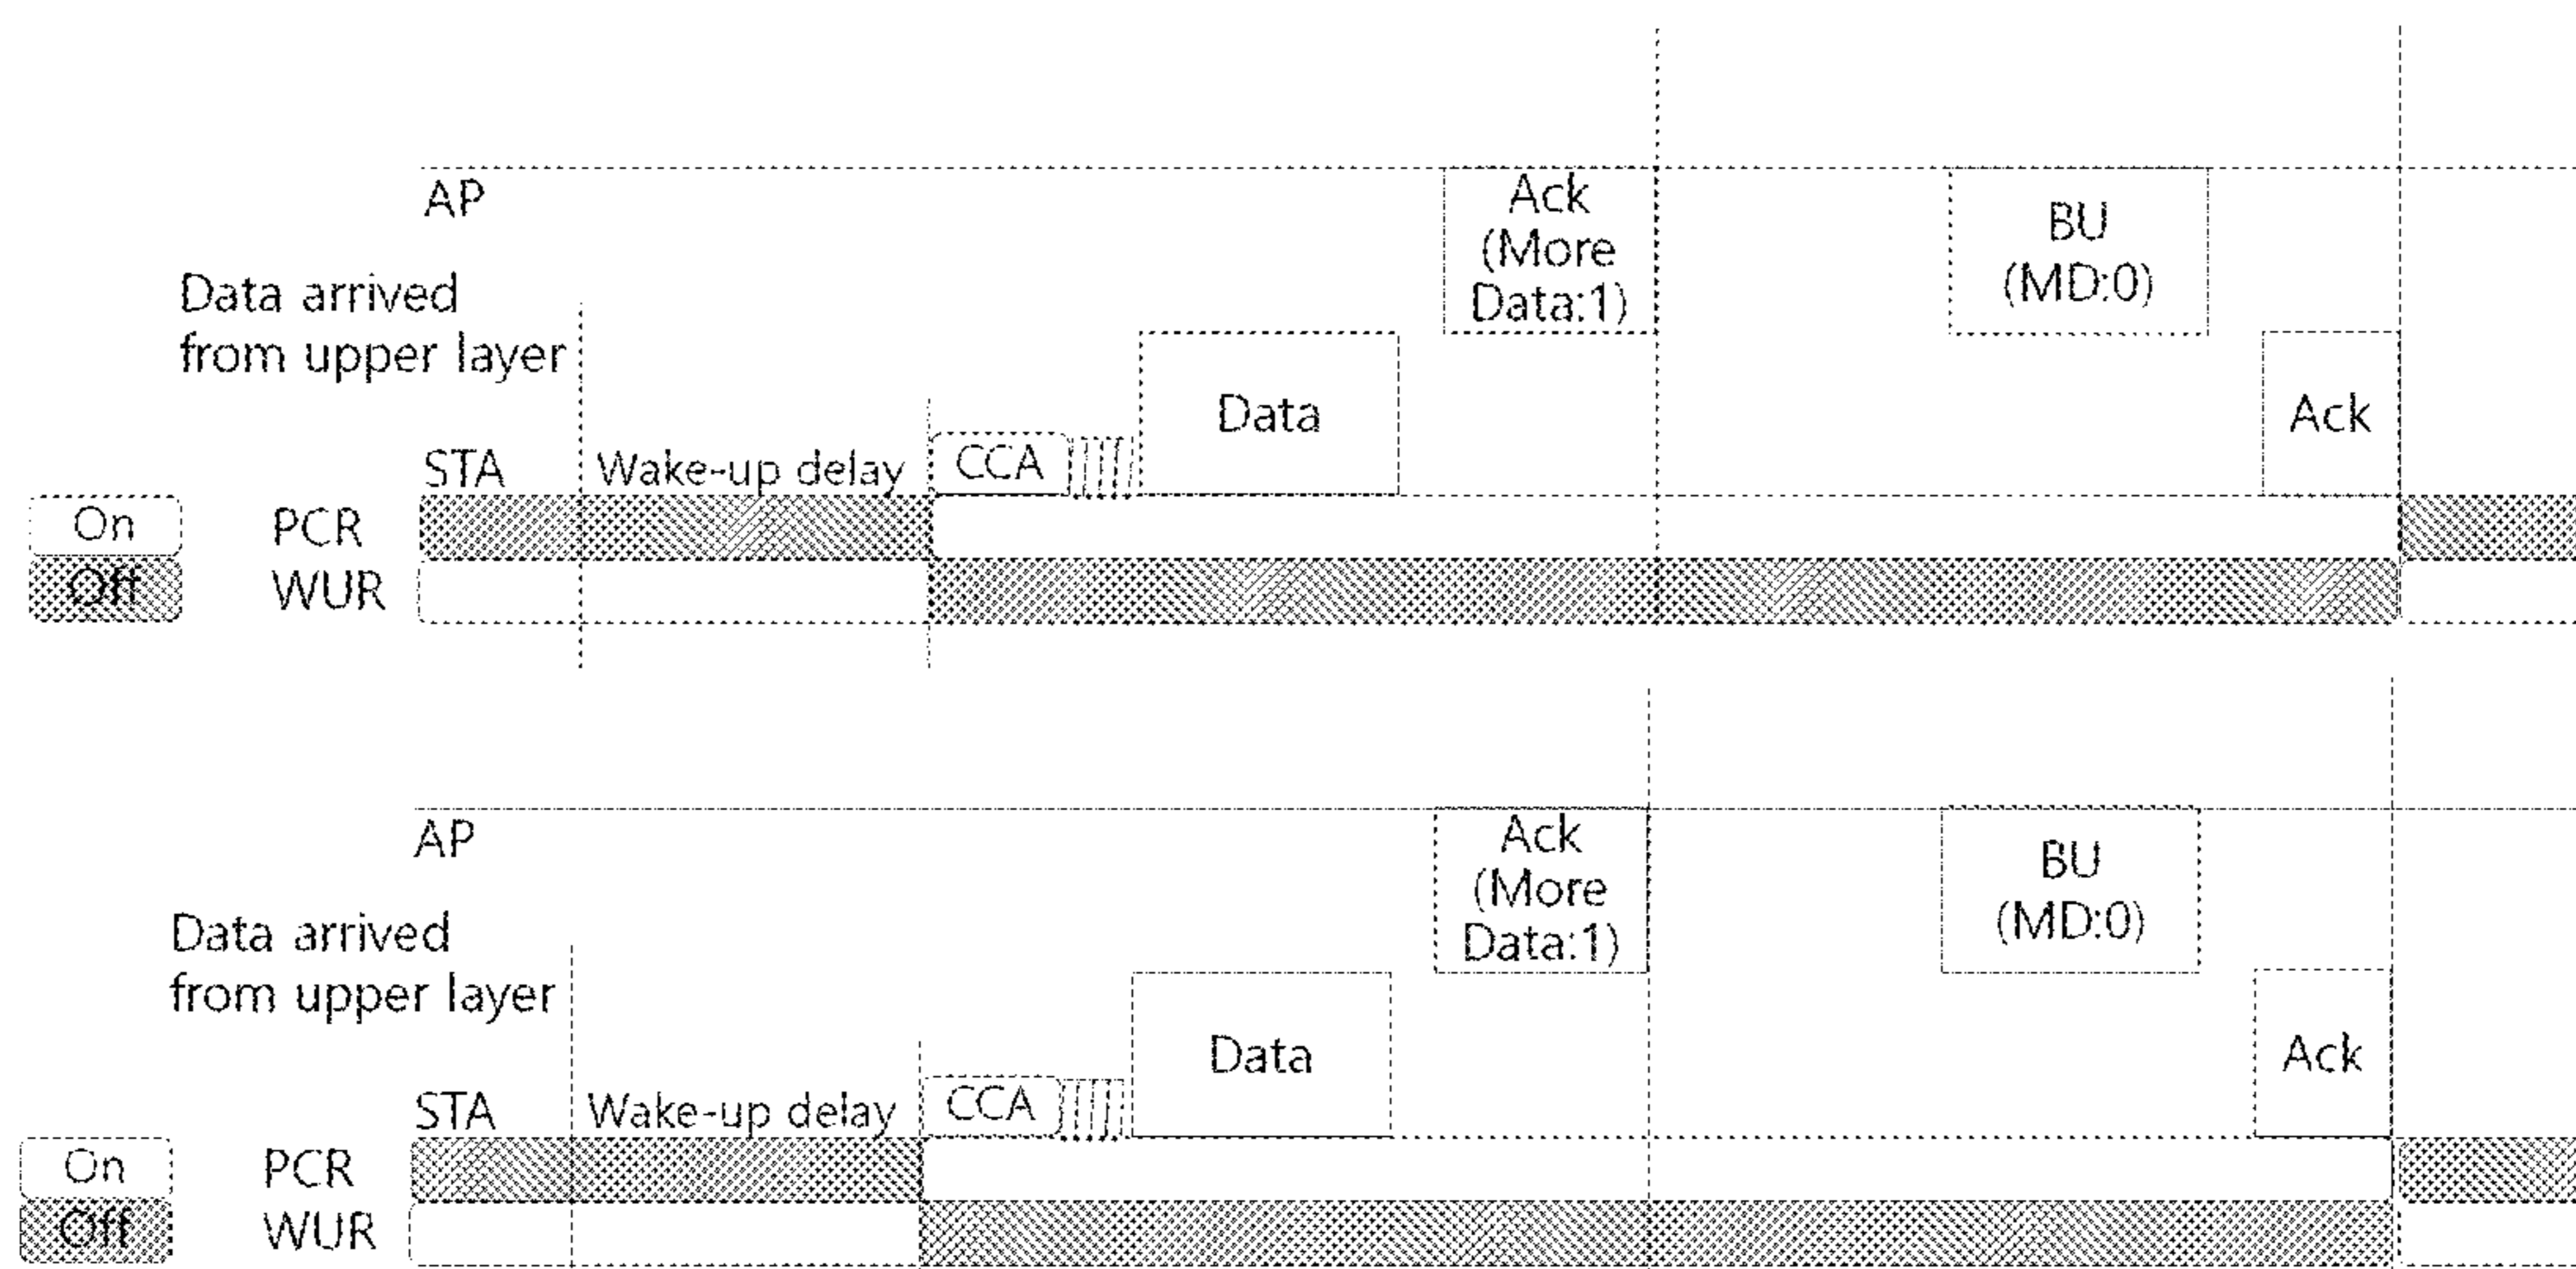 AP
Ack
(More
Data:1)
BU
(MD:0)
Data arrived
from upper layer
Data
Ack
STA
Wake-up delay
CCA
On
PCR
Off
WUR
AP
Ack
(More
Data:1)
BU
(MD:0)
Data arrived
from upper layer
Data
Ack
STA
Wake-up delay
CCA
On
PCR
Off
WUR